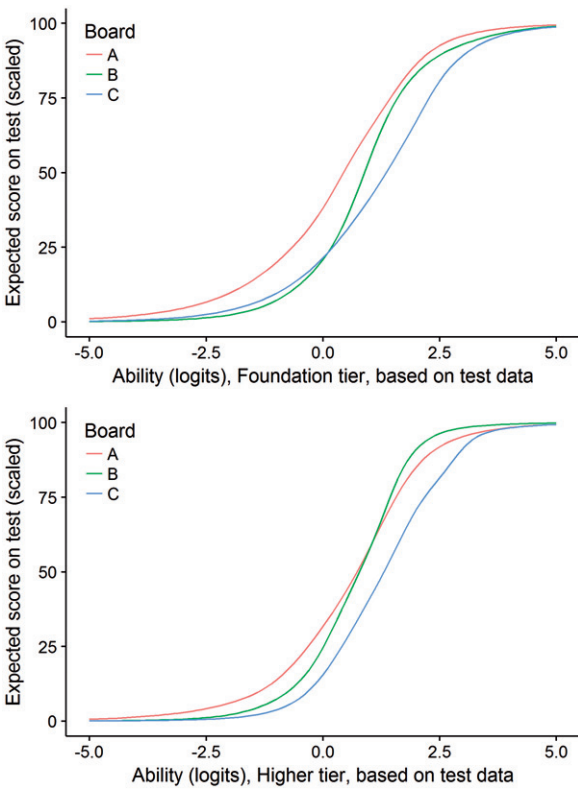 Expected score on test (scaled)
100
75
50
25
0
Board
A
B
C
-5.0 -2.5 0.0 2.5 5.0
Ability (logits), Foundation tier, based on test data
Expected score on test (scaled)
100
75
50
25
0
Board
A
B
C
-5.0 -2.5 0.0 2.5 5.0
Ability (logits), Higher tier, based on test data